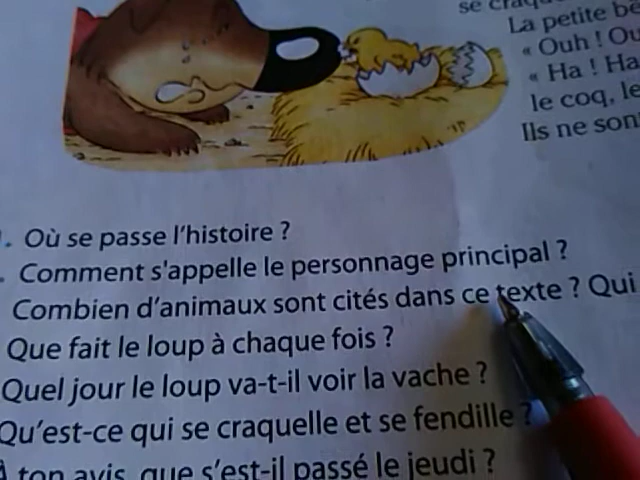 se craqu
La petite bê
« Ouh ! Ou
« Ha ! Ha
le coq, le
Ils ne son
. Où se passe l'histoire ?
. Comment s'appelle le personnage principal ?
Combien d'animaux sont cités dans ce texte ? Qui
Que fait le loup à chaque fois ?
Quel jour le loup va-t-il voir la vache ?
Qu'est-ce qui se craquelle et se fendille ?
À ton avis, que s'est-il passé le jeudi ?